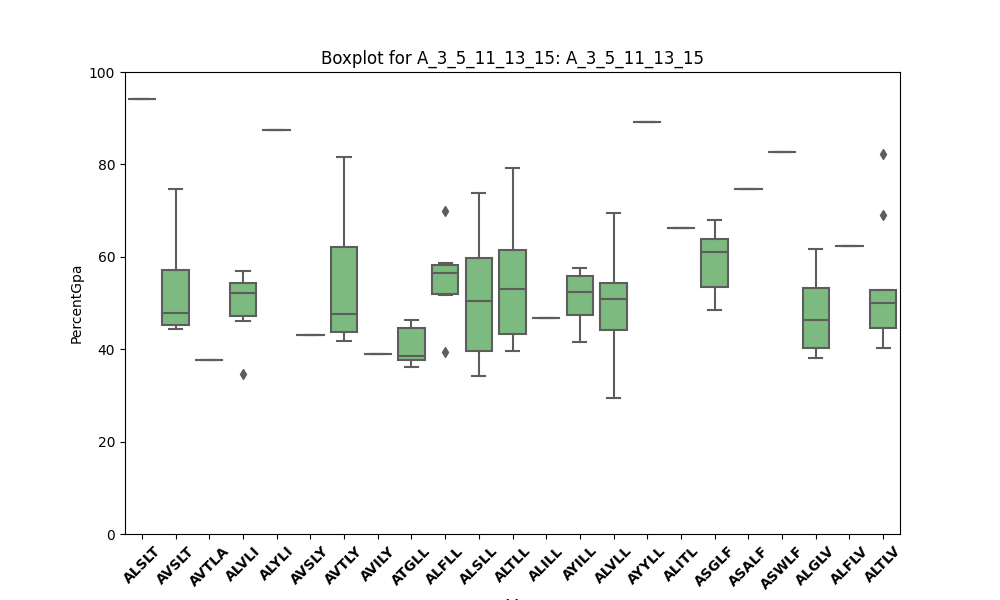 Boxplot for A_3_5_11_13_15: A_3_5_11_13_15
100
80
60
40
20
0
PercentGpa
ALSLT AVSLT AVTLA ALVLI ALYLI AVSLY AVTLY AVILY ATGLL ALFLL ALSLL ALTLL ALILL AYILL ALVLL AYYLL ALITL ASGLF ASALF ASWLF ALGLV ALFLV ALTLV